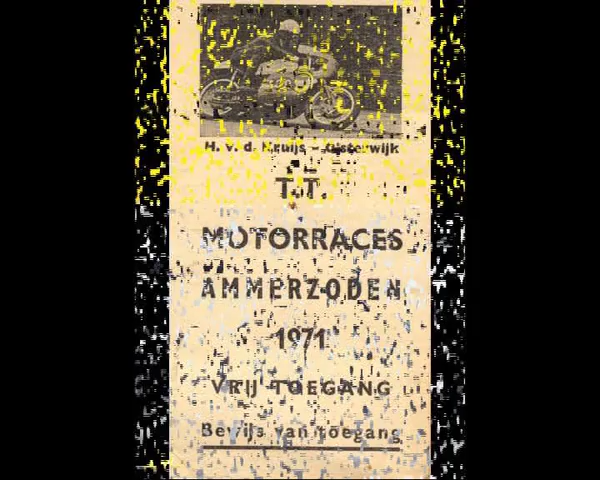 H. v. d. Kruijs - Oisterwijk
T.T.
MOTORRACES
AMMERZODEN
1971
VRIJ TOEGANG
Bewijs van toegang